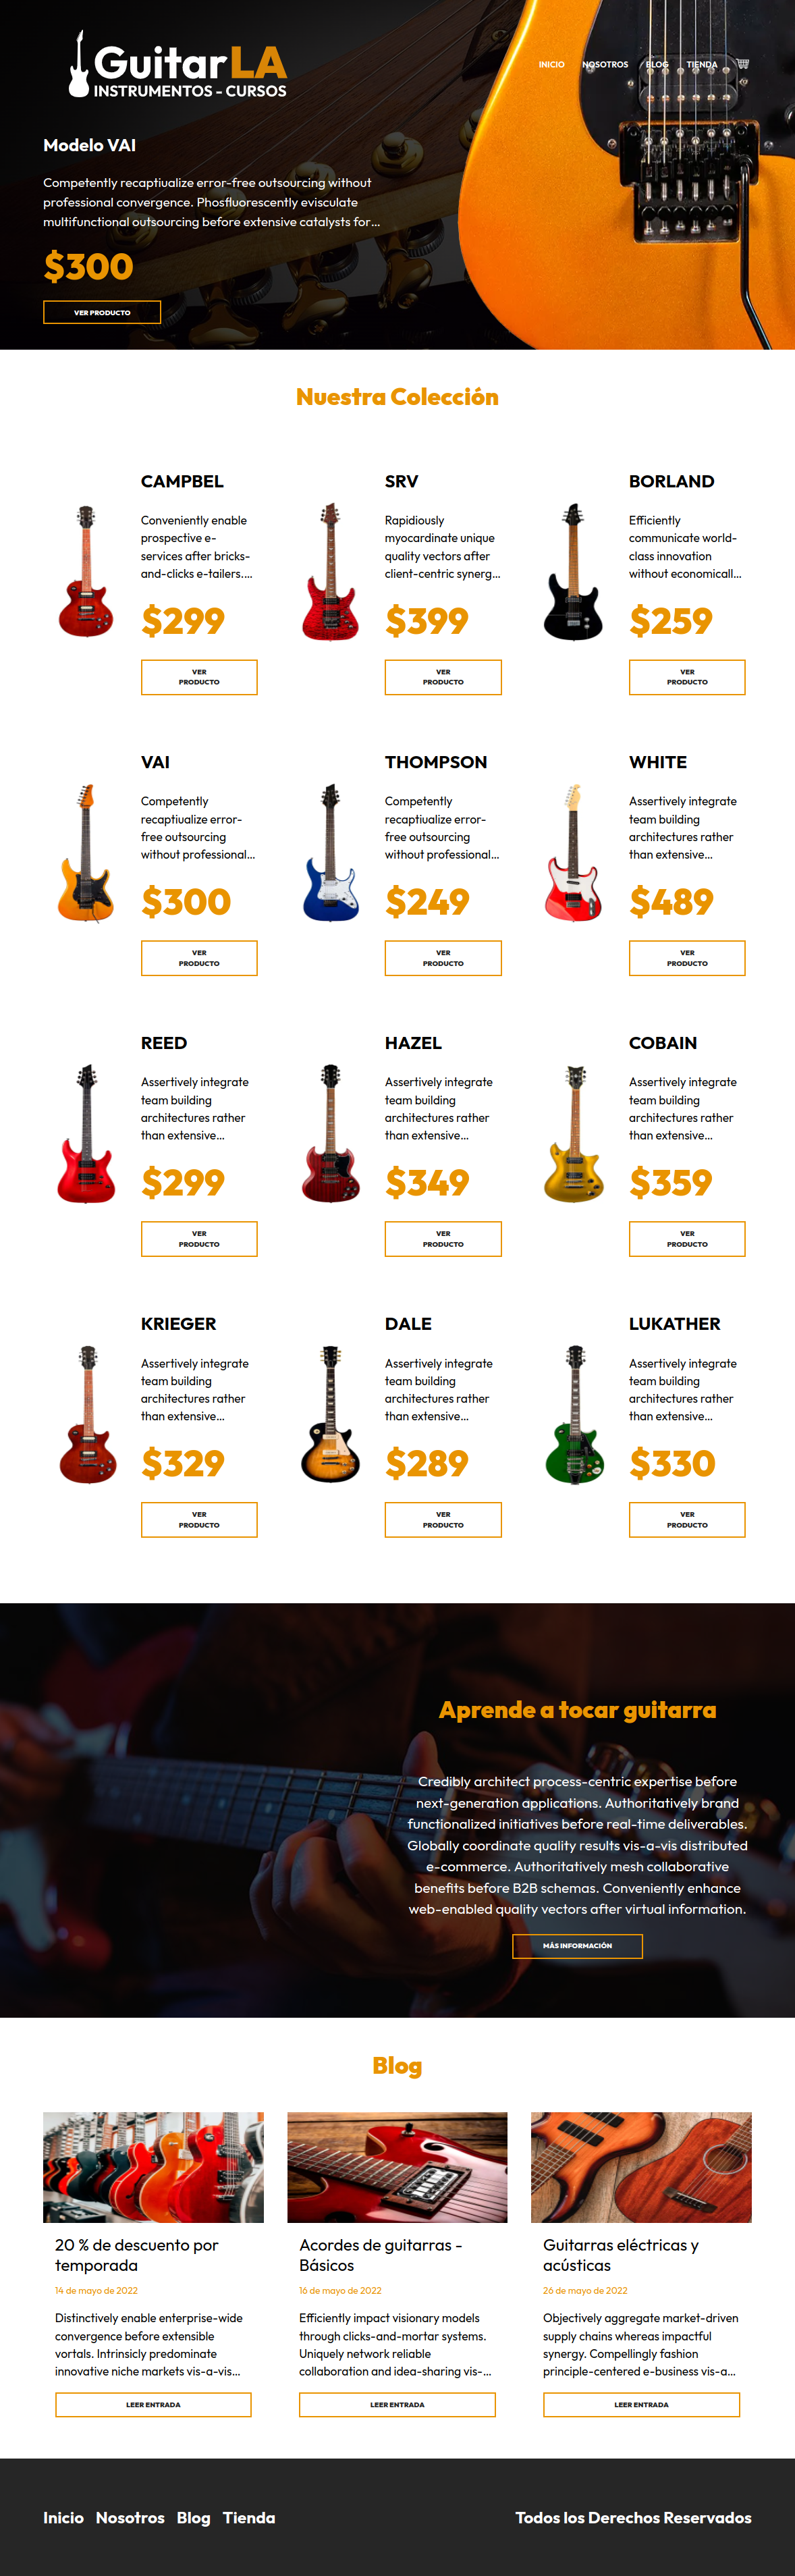 GuitarLA
INSTRUMENTOS - CURSOS
INICIO NOSOTROS BLOG TIENDA
Modelo VAI
Competently recaptiualize error-free outsourcing without
professional convergence. Phosfluorescently evisculate
multifunctional outsourcing before extensive catalysts for...
$300
VER PRODUCTO
Nuestra Colección
CAMPBEL
Conveniently enable
prospective e-
services after bricks-
and-clicks e-tailers....
$299
VER
PRODUCTO
SRV
Rapidiously
myocardinate unique
quality vectors after
client-centric synerg...
$399
VER
PRODUCTO
BORLAND
Efficiently
communicate world-
class innovation
without economicall...
$259
VER
PRODUCTO
VAI
Competently
recaptiualize error-
free outsourcing
without professional...
$300
VER
PRODUCTO
THOMPSON
Competently
recaptiualize error-
free outsourcing
without professional...
$249
VER
PRODUCTO
WHITE
Assertively integrate
team building
architectures rather
than extensive...
$489
VER
PRODUCTO
REED
Assertively integrate
team building
architectures rather
than extensive...
$299
VER
PRODUCTO
HAZEL
Assertively integrate
team building
architectures rather
than extensive...
$349
VER
PRODUCTO
COBAIN
Assertively integrate
team building
architectures rather
than extensive...
$359
VER
PRODUCTO
KRIEGER
Assertively integrate
team building
architectures rather
than extensive...
$329
VER
PRODUCTO
DALE
Assertively integrate
team building
architectures rather
than extensive...
$289
VER
PRODUCTO
LUKATHER
Assertively integrate
team building
architectures rather
than extensive...
$330
VER
PRODUCTO
Aprende a tocar guitarra
Credibly architect process-centric expertise before
next-generation applications. Authoritatively brand
functionalized initiatives before real-time deliverables.
Globally coordinate quality results vis-a-vis distributed
e-commerce. Authoritatively mesh collaborative
benefits before B2B schemas. Conveniently enhance
web-enabled quality vectors after virtual information.
MÁS INFORMACIÓN
Blog
20 % de descuento por
temporada
14 de mayo de 2022
Distinctively enable enterprise-wide
convergence before extensible
vortals. Intrinsicly predominate
innovative niche markets vis-a-vis...
LEER ENTRADA
Acordes de guitarras -
Básicos
16 de mayo de 2022
Efficiently impact visionary models
through clicks-and-mortar systems.
Uniquely network reliable
collaboration and idea-sharing vis-...
LEER ENTRADA
Guitarras eléctricas y
acústicas
26 de mayo de 2022
Objectively aggregate market-driven
supply chains whereas impactful
synergy. Compellingly fashion
principle-centered e-business vis-a...
LEER ENTRADA
Inicio Nosotros Blog Tienda
Todos los Derechos Reservados